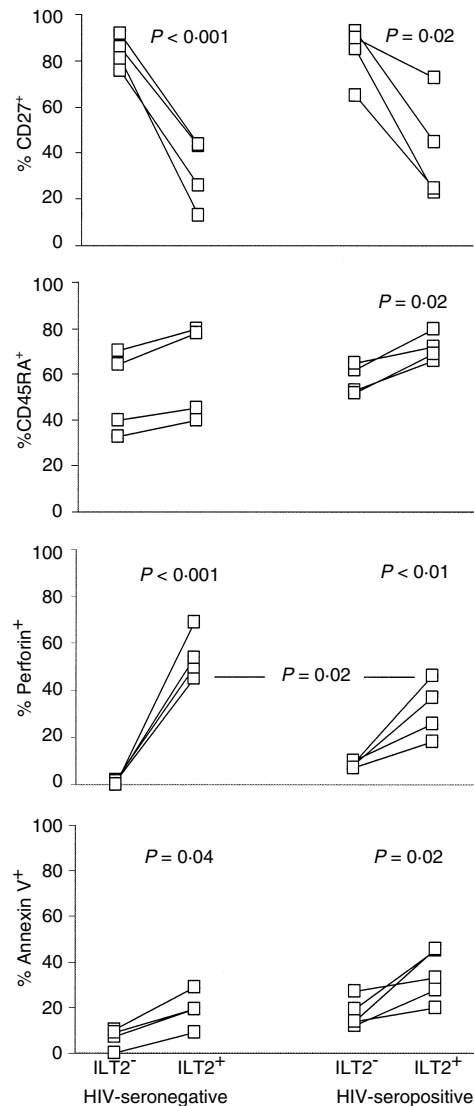 100
80
60
40
20
0
% CD27⁺
P < 0·001
P = 0·02
100
80
60
40
20
0
%CD45RA⁺
P = 0·02
100
80
60
40
20
0
% Perforin⁺
P < 0·001
P < 0·01
P = 0·02
100
80
60
40
20
0
% Annexin V⁺
P = 0·04
P = 0·02
ILT2⁻ ILT2⁺ ILT2⁻ ILT2⁺
HIV-seronegative HIV-seropositive